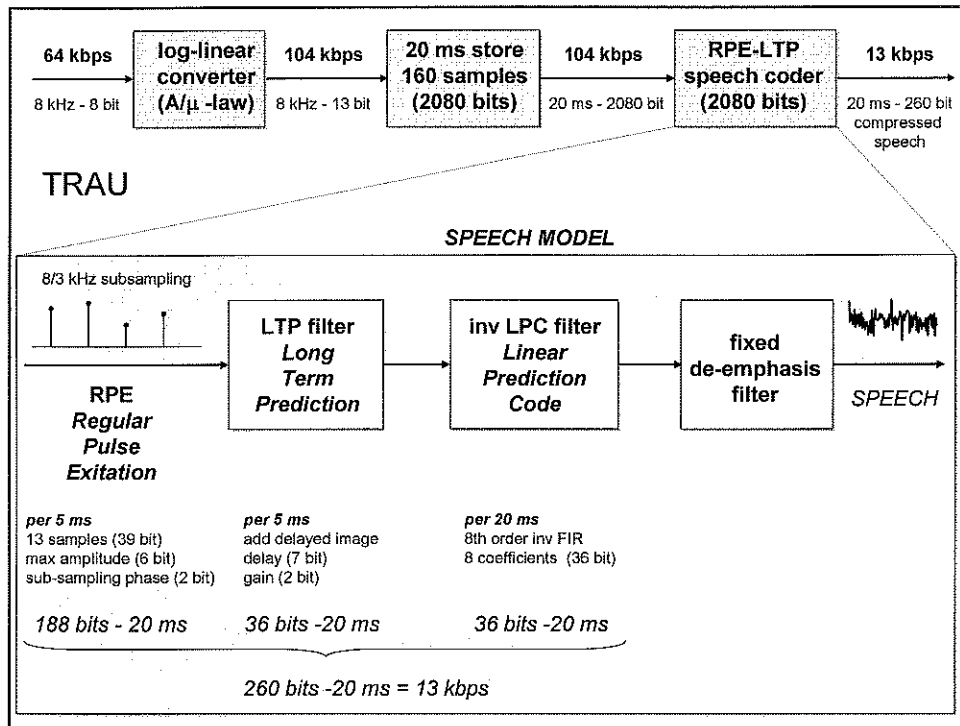 64 kbps
8 kHz - 8 bit
log-linear
converter
(A/μ -law)
104 kbps
8 kHz - 13 bit
20 ms store
160 samples
(2080 bits)
104 kbps
20 ms - 2080 bit
RPE-LTP
speech coder
(2080 bits)
13 kbps
20 ms - 260 bit
compressed
speech
TRAU
SPEECH MODEL
8/3 kHz subsampling
RPE
Regular
Pulse
Exitation
LTP filter
Long
Term
Prediction
inv LPC filter
Linear
Prediction
Code
fixed
de-emphasis
filter
SPEECH
per 5 ms
13 samples (39 bit)
max amplitude (6 bit)
sub-sampling phase (2 bit)
per 5 ms
add delayed image
delay (7 bit)
gain (2 bit)
per 20 ms
8th order inv FIR
8 coefficients (36 bit)
188 bits - 20 ms
36 bits -20 ms
36 bits -20 ms
260 bits -20 ms = 13 kbps